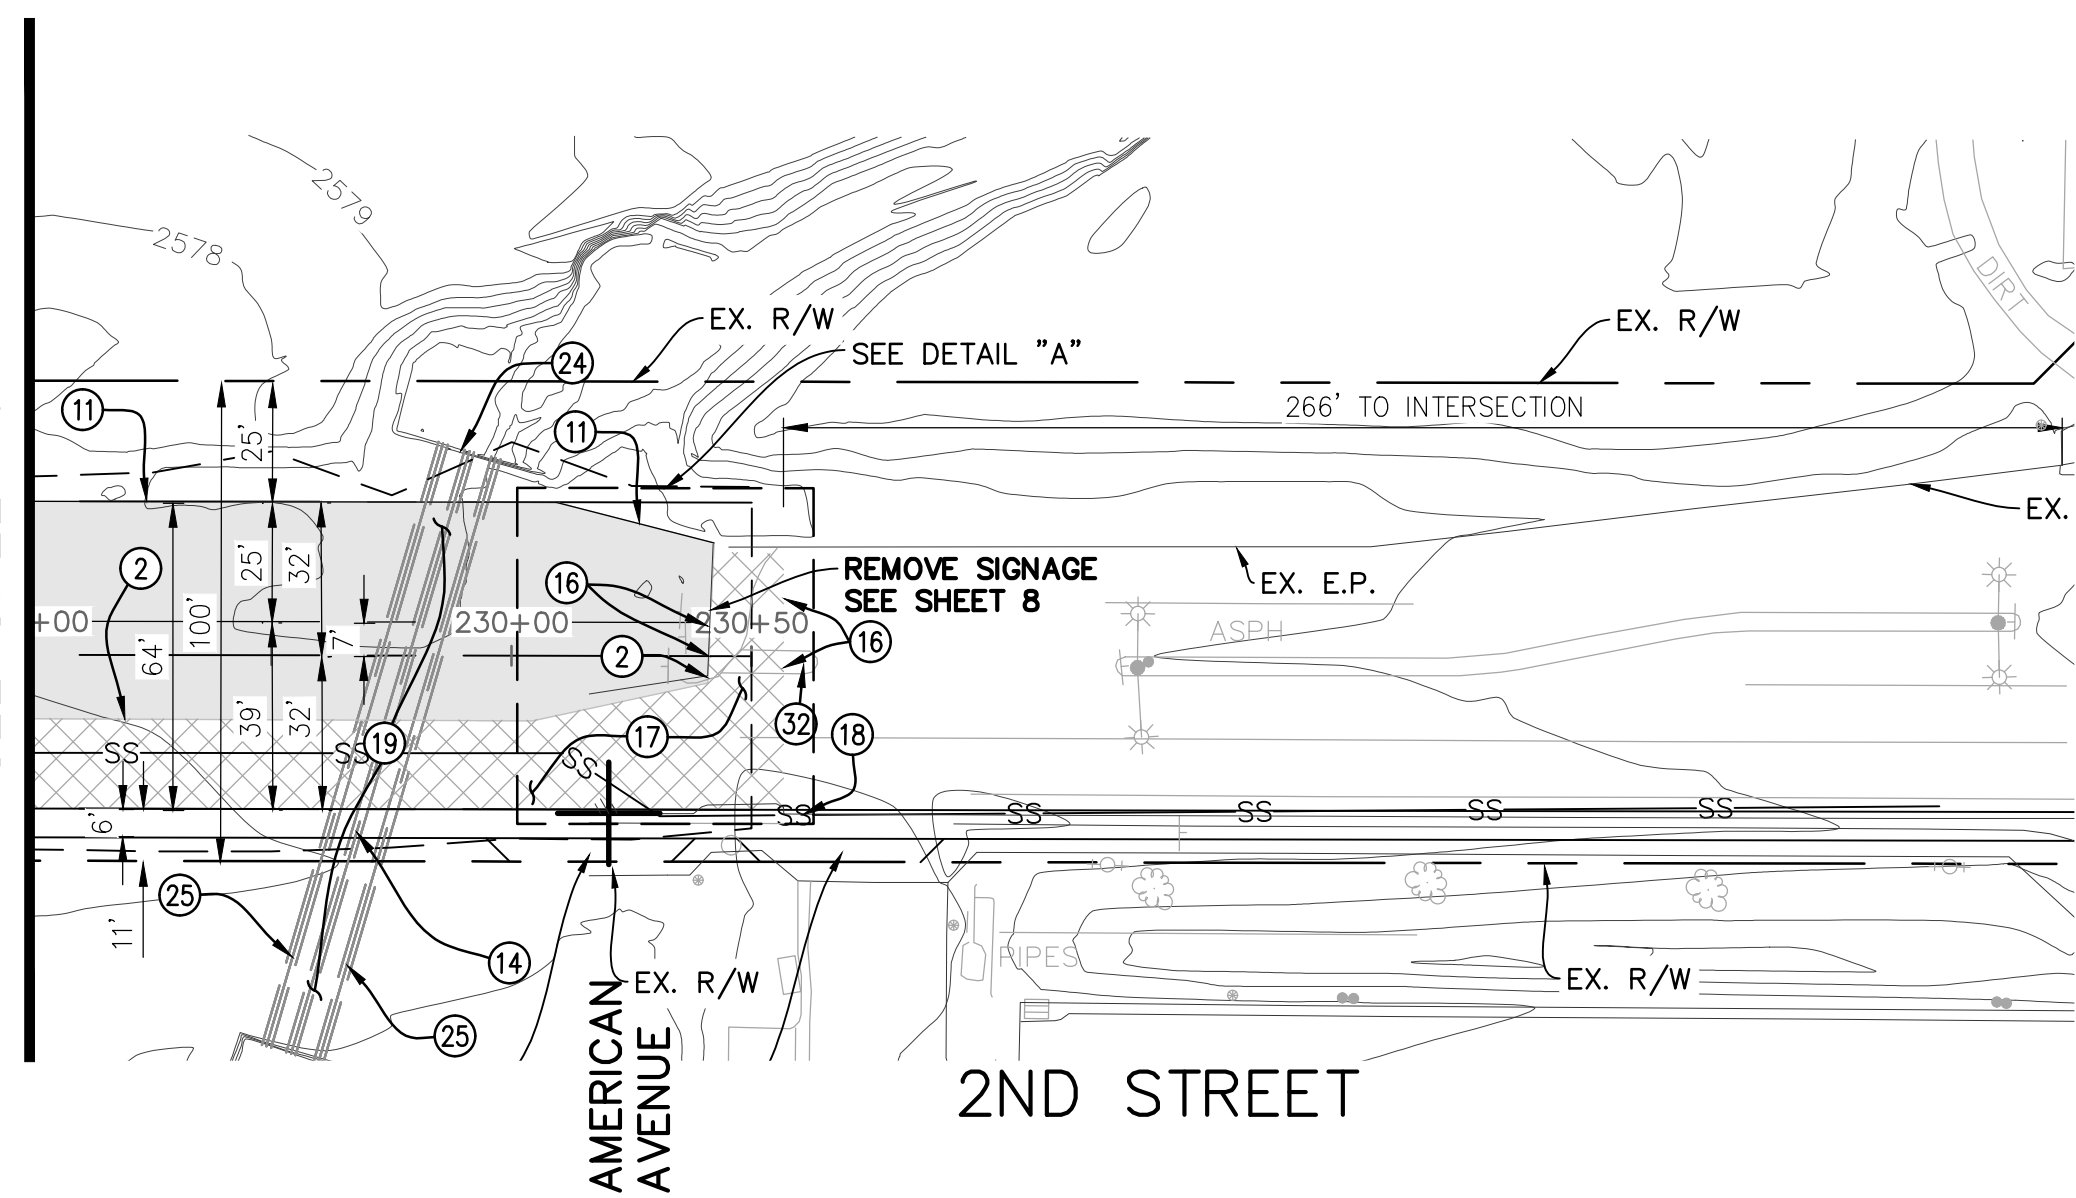 2579
2578
EX. R/W
EX. R/W
SEE DETAIL "A"
24
11
266' TO INTERSECTION
25'
11
EX.
2
25'
32'
16
REMOVE SIGNAGE
SEE SHEET 8
EX. E.P.
DIRT
+00
100'
64'
7'
230+00
230+50
ASPH
2
16
39'
32'
17
32
18
19
SS
SS
SS
SS
SS
SS
SS
SS
6'
25
11'
14
EX. R/W
PIPES
EX. R/W
25
AMERICAN
AVENUE
2ND STREET